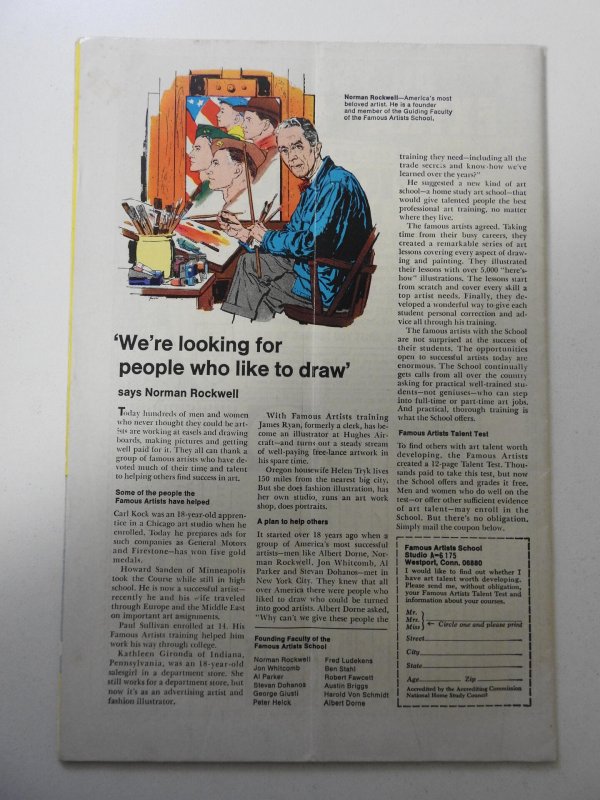 Norman Rockwell—America's most
beloved artist. He is a founder
and member of the Guiding Faculty
of the Famous Artists School.
'We're looking for
people who like to draw'
says Norman Rockwell
Today hundreds of men and women
who never thought they could be art-
ists are working at easels and drawing
boards, making pictures and getting
well paid for it. They all can thank a
group of famous artists who have de-
voted much of their time and talent
to helping others find success in art.
Some of the people the
Famous Artists have helped
Carl Kock was an 18-year-old appren-
tice in a Chicago art studio when he
enrolled. Today he prepares ads for
such companies as General Motors
and Firestone—has won five gold
medals.
Howard Sanden of Minneapolis
took the Course while still in high
school. He is now a successful artist—
recently he and his wife traveled
through Europe and the Middle East
on important art assignments.
Paul Sullivan enrolled at 44. His
Famous Artists training helped him
work his way through college.
Kathleen Gironda of Indiana,
Pennsylvania, was an 18-year-old
salesgirl in a department store. She
still works for a department store, but
now it's as an advertising artist and
fashion illustrator.
With Famous Artists training
James Ryan, formerly a clerk, has be-
come an illustrator at Hughes Air-
craft—and turns out a steady stream
of well-paying free-lance artwork in
his spare time.
Oregon housewife Helen Tryk lives
150 miles from the nearest big city.
But she does fashion illustration, has
her own studio, runs an art work
shop, does portraits.
A plan to help others
It started over 18 years ago when a
group of America's most successful
artists—men like Albert Dorne, Nor-
man Rockwell, Jon Whitcomb, Al
Parker and Stevan Dohanos—met in
New York City. They knew that all
over America there were people who
liked to draw who could be turned
into good artists. Albert Dorne asked,
"Why can't we give these people the
Founding Faculty of the
Famous Artists School
Norman Rockwell
Jon Whitcomb
Al Parker
Stevan Dohanos
George Giusti
Peter Helck
Fred Ludekens
Ben Stahl
Robert Fawcett
Austin Briggs
Harold Von Schmidt
Albert Dorne
training they need—including all the
trade secrets and know-how we've
learned over the years?"
He suggested a new kind of art
school—a home study art school—that
would give talented people the best
professional art training, no matter
where they live.
The famous artists agreed. Taking
time from their busy careers, they
created a remarkable series of art
lessons covering every aspect of draw-
ing and painting. They illustrated
their lessons with over 5,000 "here's-
how" illustrations. The lessons start
from scratch and cover every skill a
top artist needs. Finally, they de-
veloped a wonderful way to give each
student personal correction and ad-
vice all through his training.
The famous artists with the School
are not surprised at the success of
their students. The opportunities
open to successful artists today are
enormous. The School continually
gets calls from all over the country
asking for practical well-trained stu-
dents—not geniuses—who can step
into full-time or part-time art jobs.
And practical, thorough training is
what the School offers.
Famous Artists Talent Test
To find others with art talent worth
developing, the Famous Artists
created a 12-page Talent Test. Thou-
sands paid to take this test, but now
the School offers and grades it free.
Men and women who do well on the
test—or offer other sufficient evidence
of art talent—may enroll in the
School. But there's no obligation.
Simply mail the coupon below.
Famous Artists School
Studio A-6175
Westport, Conn. 06880
I would like to find out whether I
have art talent worth developing.
Please send me, without obligation,
your Famous Artists Talent Test and
information about your courses.
Mr.
Mrs.
Miss
Circle one and please print
Street
City
State
Age Zip
Accredited by the Accrediting Commission
National Home Study Council